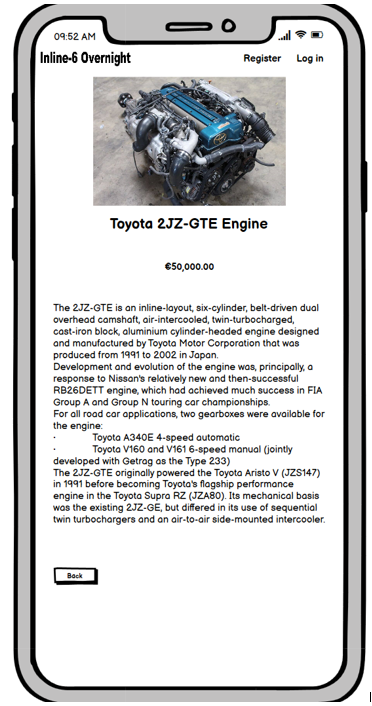 09:52 AM
Inline-6 Overnight
Register Log in
Toyota 2JZ-GTE Engine
€50,000.00
The 2JZ-GTE is an inline-layout, six-cylinder, belt-driven dual
overhead camshaft, air-intercooled, twin-turbocharged,
cast-iron block, aluminium cylinder-headed engine designed
and manufactured by Toyota Motor Corporation that was
produced from 1991 to 2002 in Japan.
Development and evolution of the engine was, principally, a
response to Nissan's relatively new and then-successful
RB26DETT engine, which had achieved much success in FIA
Group A and Group N touring car championships.
For all road car applications, two gearboxes were available for
the engine:
· Toyota A340E 4-speed automatic
· Toyota V160 and V161 6-speed manual (jointly
developed with Getrag as the Type 233)
The 2JZ-GTE originally powered the Toyota Aristo V (JZS147)
in 1991 before becoming Toyota's flagship performance
engine in the Toyota Supra RZ (JZA80). Its mechanical basis
was the existing 2JZ-GE, but differed in its use of sequential
twin turbochargers and an air-to-air side-mounted intercooler.
Back